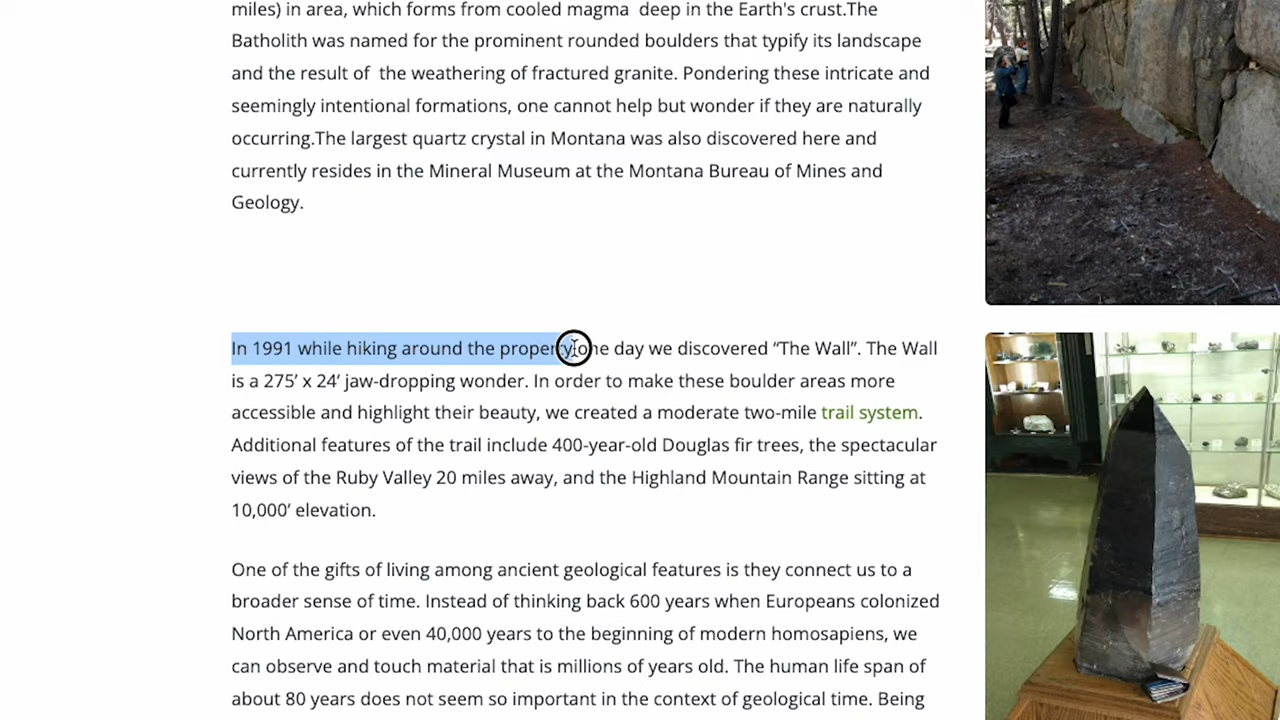 miles) in area, which forms from cooled magma  deep in the Earth's crust.The
Batholith was named for the prominent rounded boulders that typify its landscape
and the result of  the weathering of fractured granite. Pondering these intricate and
seemingly intentional formations, one cannot help but wonder if they are naturally
occurring.The largest quartz crystal in Montana was also discovered here and
currently resides in the Mineral Museum at the Montana Bureau of Mines and
Geology.
In 1991 while hiking around the property one day we discovered “The Wall”. The Wall
is a 275’ x 24’ jaw-dropping wonder. In order to make these boulder areas more
accessible and highlight their beauty, we created a moderate two-mile trail system.
Additional features of the trail include 400-year-old Douglas fir trees, the spectacular
views of the Ruby Valley 20 miles away, and the Highland Mountain Range sitting at
10,000’ elevation.
One of the gifts of living among ancient geological features is they connect us to a
broader sense of time. Instead of thinking back 600 years when Europeans colonized
North America or even 40,000 years to the beginning of modern homosapiens, we
can observe and touch material that is millions of years old. The human life span of
about 80 years does not seem so important in the context of geological time. Being